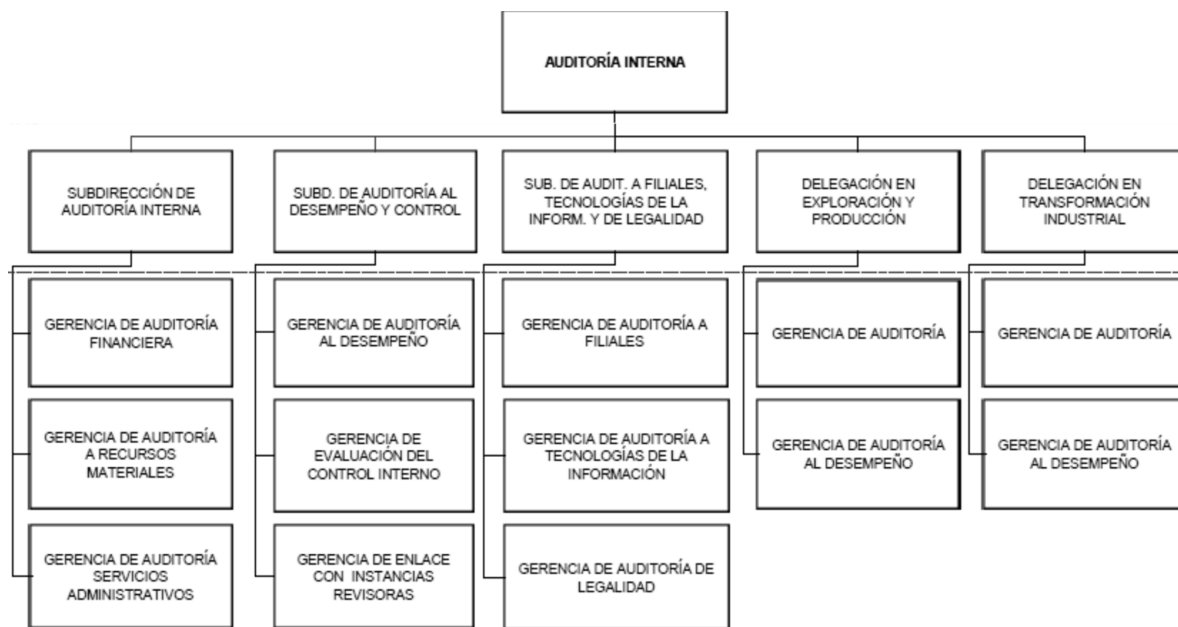 AUDITORÍA INTERNA
SUBDIRECCIÓN DE
AUDITORÍA INTERNA
SUBD. DE AUDITORÍA AL
DESEMPEÑO Y CONTROL
SUB. DE AUDIT. A FILIALES,
TECNOLOGÍAS DE LA
INFORM. Y DE LEGALIDAD
DELEGACIÓN EN
EXPLORACIÓN Y
PRODUCCIÓN
DELEGACIÓN EN
TRANSFORMACIÓN
INDUSTRIAL
GERENCIA DE AUDITORÍA
FINANCIERA
GERENCIA DE AUDITORÍA
AL DESEMPEÑO
GERENCIA DE AUDITORÍA A
FILIALES
GERENCIA DE AUDITORÍA
GERENCIA DE AUDITORÍA
GERENCIA DE AUDITORÍA
A RECURSOS
MATERIALES
GERENCIA DE
EVALUACIÓN DEL
CONTROL INTERNO
GERENCIA DE AUDITORÍA A
TECNOLOGÍAS DE LA
INFORMACIÓN
GERENCIA DE AUDITORÍA
AL DESEMPEÑO
GERENCIA DE AUDITORÍA
AL DESEMPEÑO
GERENCIA DE AUDITORÍA
SERVICIOS
ADMINISTRATIVOS
GERENCIA DE ENLACE
CON INSTANCIAS
REVISORAS
GERENCIA DE AUDITORÍA DE
LEGALIDAD